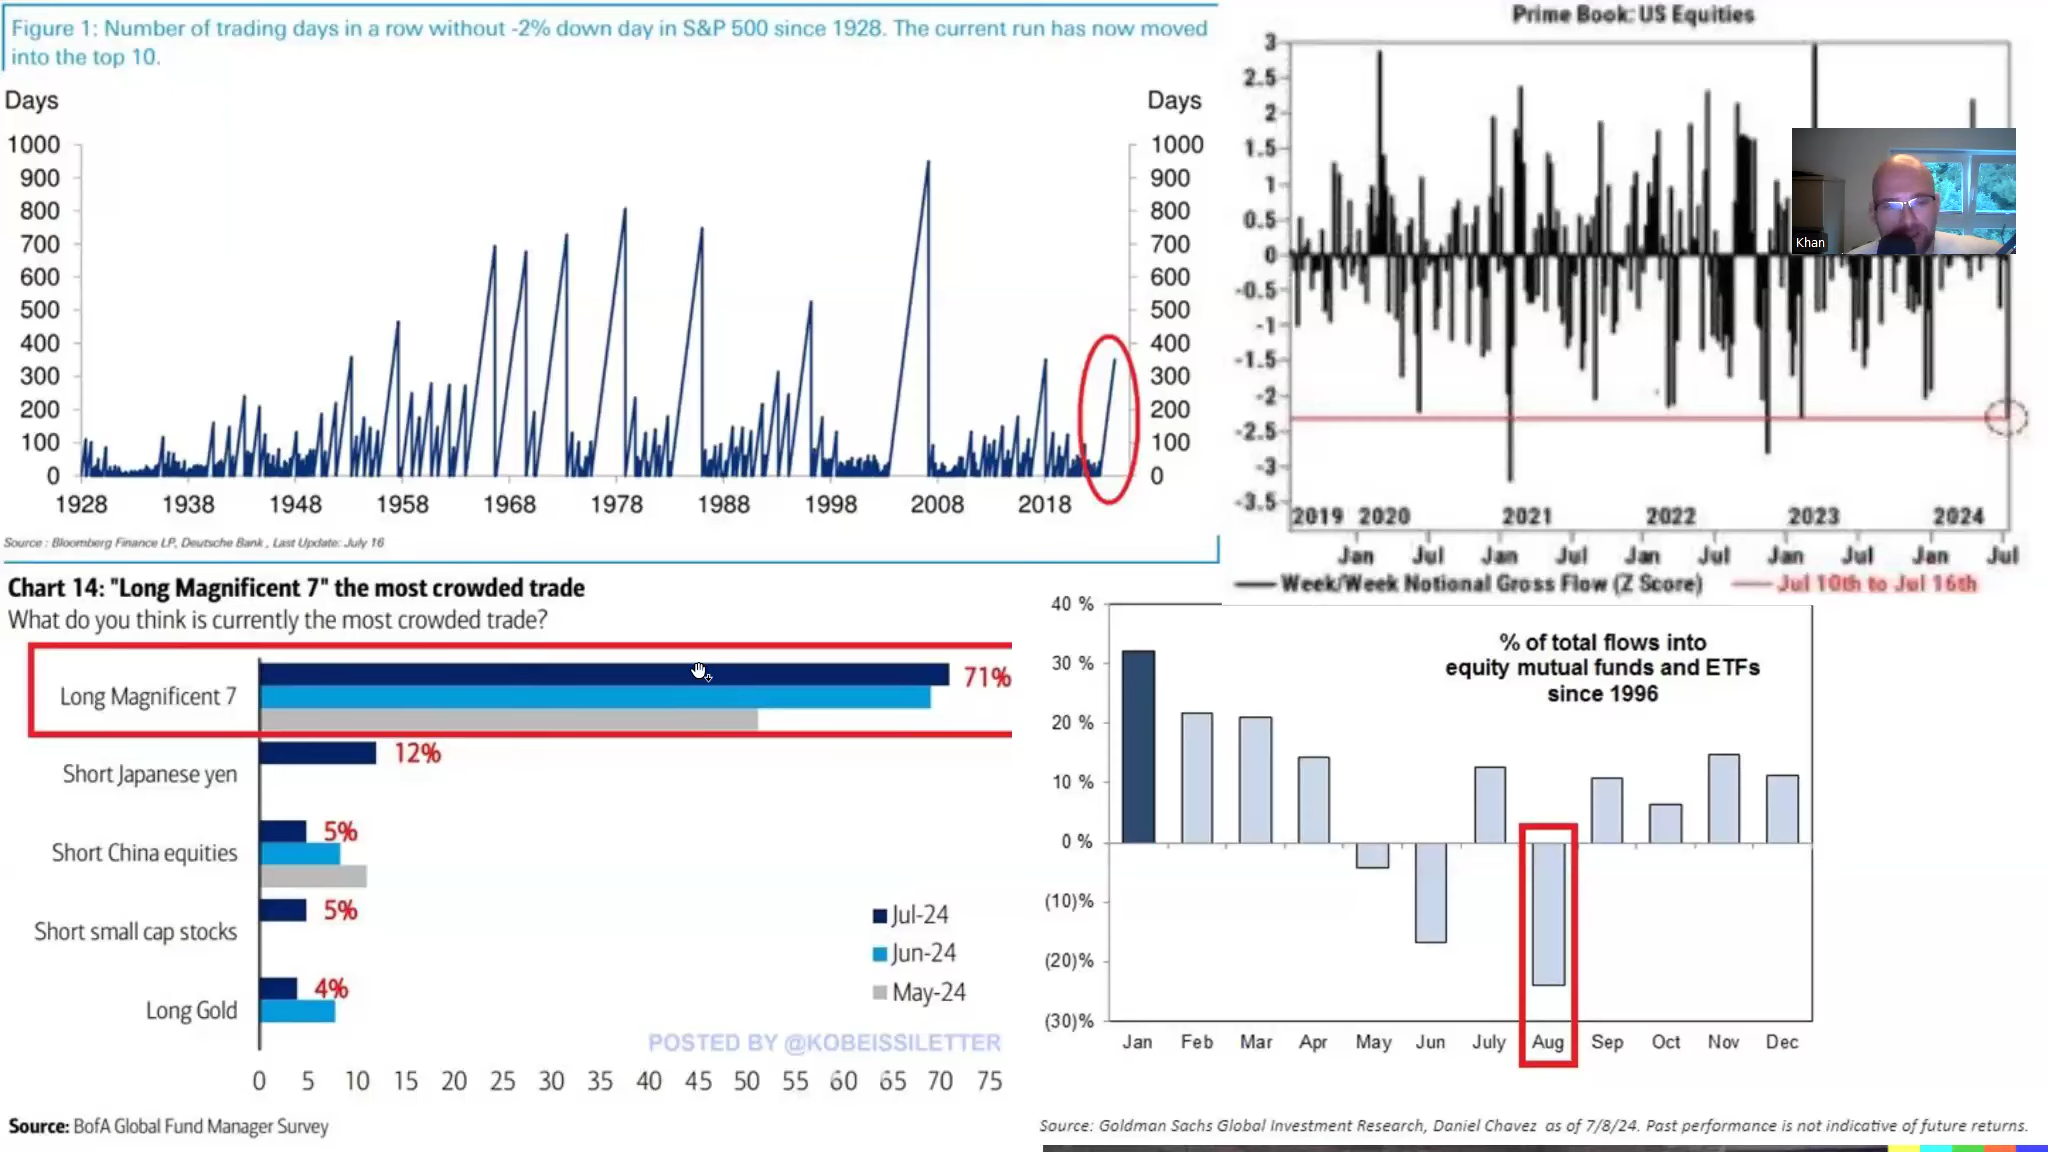 Figure 1: Number of trading days in a row without -2% down day in S&P 500 since 1928. The current run has now moved
into the top 10.
Days
Days
1000
900
800
700
600
500
400
300
200
100
0
1000
900
800
700
600
500
400
300
200
100
0
1928 1938 1948 1958 1968 1978 1988 1998 2008 2018
Source : Bloomberg Finance LP, Deutsche Bank , Last Update: July 16
Prime Book: US Equities
3
2.5
2
1.5
1
0.5
0
-0.5
-1
-1.5
-2
-2.5
-3
-3.5
Khan
2019 2020 2021 2022 2023 2024
Jan Jul Jan Jul Jan Jul Jan Jul Jan Jul
Week/Week Notional Gross Flow (Z Score) Jul 10th to Jul 16th
Chart 14: "Long Magnificent 7" the most crowded trade
What do you think is currently the most crowded trade?
Long Magnificent 7 71%
Short Japanese yen 12%
Short China equities 5%
Short small cap stocks 5%
Long Gold 4%
Jul-24
Jun-24
May-24
POSTED BY @KOBEISSILETTER
0 5 10 15 20 25 30 35 40 45 50 55 60 65 70 75
Source: BofA Global Fund Manager Survey
% of total flows into
equity mutual funds and ETFs
since 1996
40 %
30 %
20 %
10 %
0 %
(10)%
(20)%
(30)%
Jan Feb Mar Apr May Jun July Aug Sep Oct Nov Dec
Source: Goldman Sachs Global Investment Research, Daniel Chavez as of 7/8/24. Past performance is not indicative of future returns.